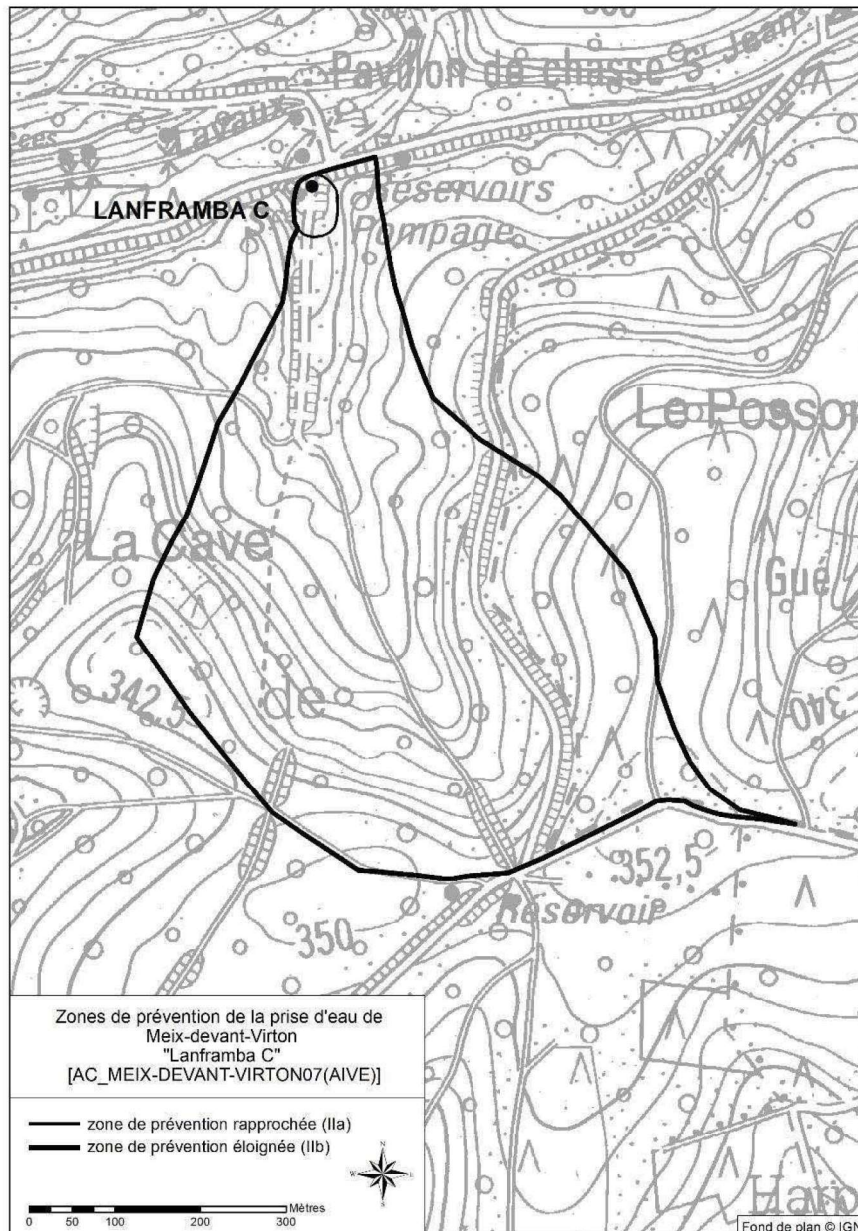 Pavillon de chasse St Jean
Lavaux
LANFRAMBA C
Réservoirs
Pompage
Le Posson
La Cave
Gué
342,5
de
340
352,5
Réservoir
350
Zones de prévention de la prise d'eau de
Meix-devant-Virton
"Lanframba C"
[AC_MEIX-DEVANT-VIRTON07(AIVE)]
zone de prévention rapprochée (IIa)
zone de prévention éloignée (IIb)
N
W
E
S
Mètres
0 50 100 200 300
Fond de plan © IGN